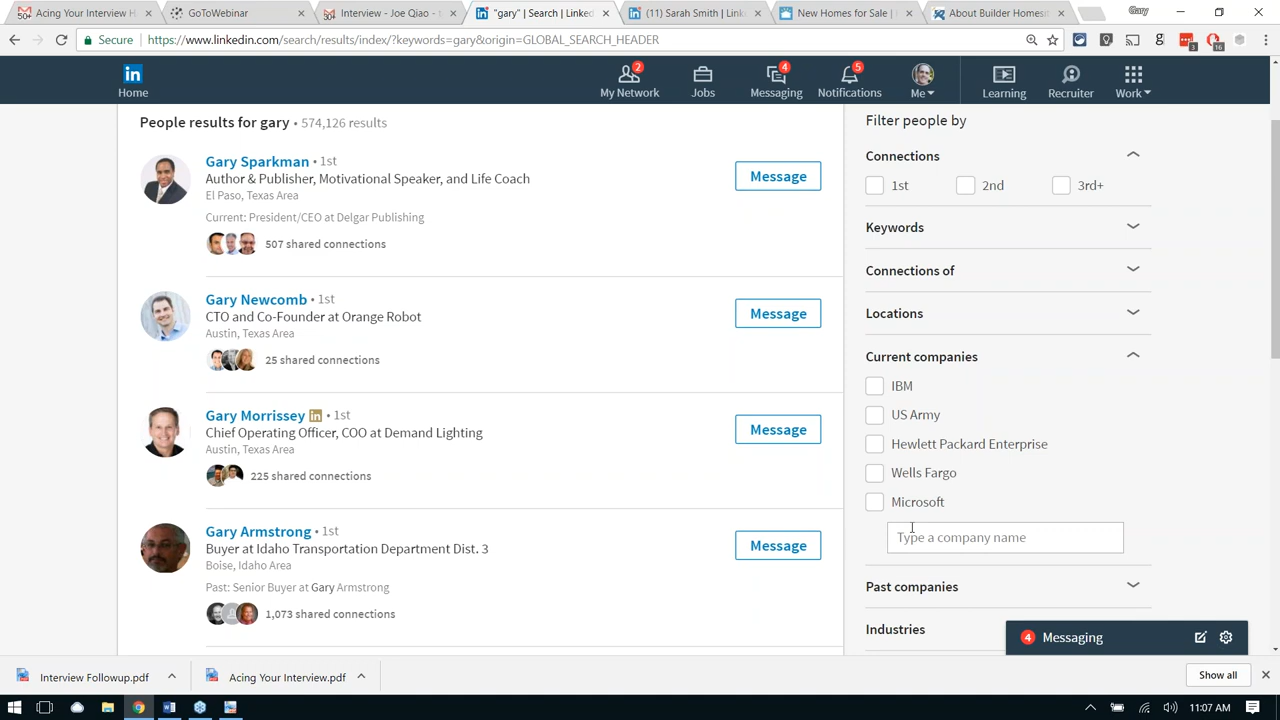 Acing Your Interview H
GoToWebinar
Interview - Joe Qiao - t
"gary" | Search | Linked
(11) Sarah Smith | Link
New Homes for Sale |
About Builder Homesit
Gary
Secure
https://www.linkedin.com/search/results/index/?keywords=gary&origin=GLOBAL_SEARCH_HEADER
3
16
in
Home
2
My Network
Jobs
4
Messaging
5
Notifications
Me
Learning
Recruiter
Work
People results for gary • 574,126 results
Gary Sparkman • 1st
Author & Publisher, Motivational Speaker, and Life Coach
El Paso, Texas Area
Current: President/CEO at Delgar Publishing
507 shared connections
Message
Gary Newcomb • 1st
CTO and Co-Founder at Orange Robot
Austin, Texas Area
25 shared connections
Message
Gary Morrissey in • 1st
Chief Operating Officer, COO at Demand Lighting
Austin, Texas Area
225 shared connections
Message
Gary Armstrong • 1st
Buyer at Idaho Transportation Department Dist. 3
Boise, Idaho Area
Past: Senior Buyer at Gary Armstrong
1,073 shared connections
Message
Filter people by
Connections
1st 2nd 3rd+
Keywords
Connections of
Locations
Current companies
IBM
US Army
Hewlett Packard Enterprise
Wells Fargo
Microsoft
Type a company name
Past companies
Industries
4 Messaging
Interview Followup.pdf
Acing Your Interview.pdf
Show all
11:07 AM